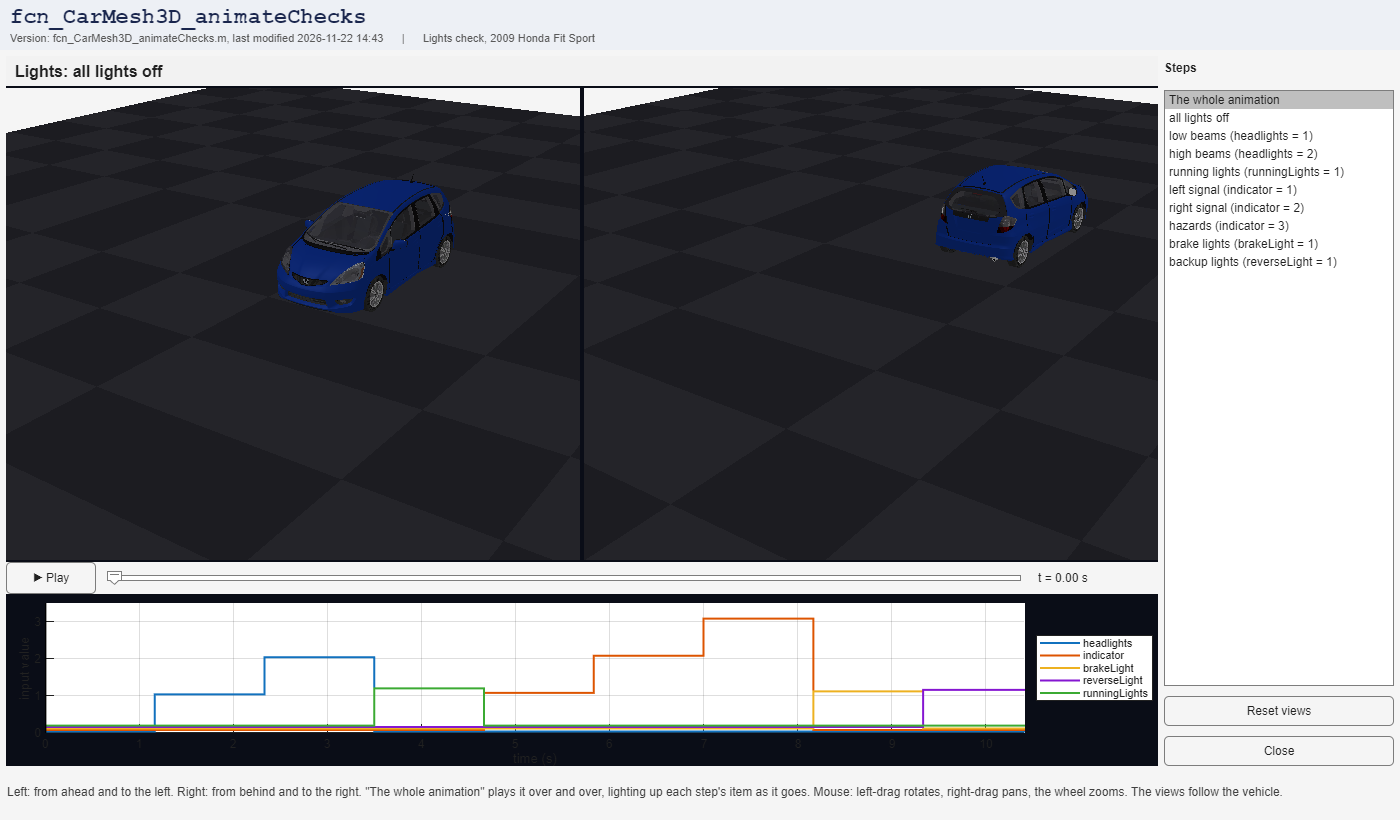 fcn_CarMesh3D_animateChecks
Version: fcn_CarMesh3D_animateChecks.m, last modified 2026-11-22 14:43 | Lights check, 2009 Honda Fit Sport
Lights: all lights off
Steps
The whole animation
all lights off
low beams (headlights = 1)
high beams (headlights = 2)
running lights (runningLights = 1)
left signal (indicator = 1)
right signal (indicator = 2)
hazards (indicator = 3)
brake lights (brakeLight = 1)
backup lights (reverseLight = 1)
Play
t = 0.00 s
3
2
1
0
input value
0 1 2 3 4 5 6 7 8 9 10
time (s)
headlights
indicator
brakeLight
reverseLight
runningLights
Reset views
Close
Left: from ahead and to the left. Right: from behind and to the right. "The whole animation" plays it over and over, lighting up each step's item as it goes. Mouse: left-drag rotates, right-drag pans, the wheel zooms. The views follow the vehicle.